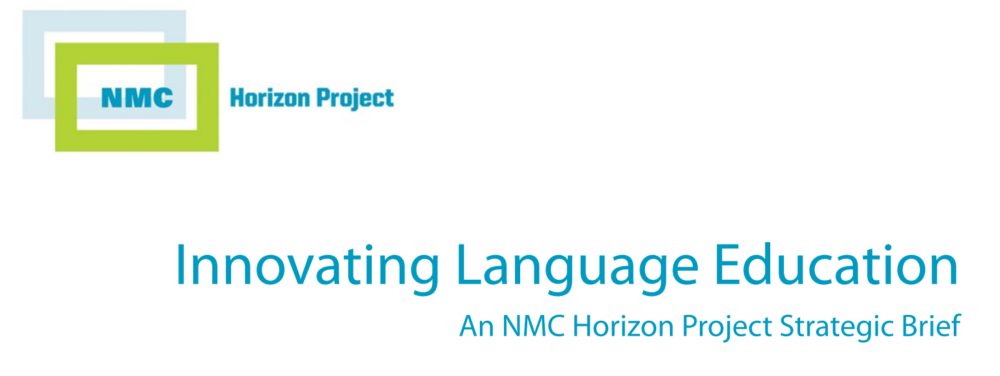 NMC Horizon Project
Innovating Language Education
An NMC Horizon Project Strategic Brief